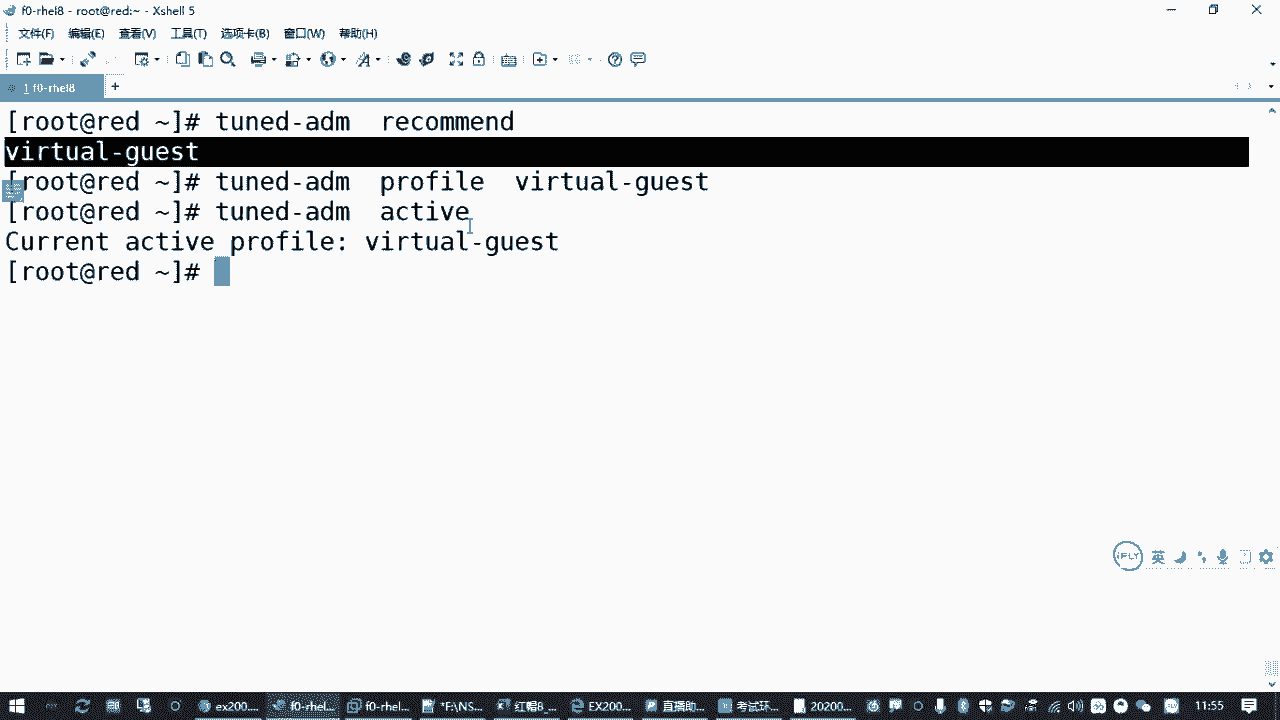 f0-rhel8 - root@red:~ - Xshell 5
文件(F) 编辑(E) 查看(V) 工具(T) 选项卡(B) 窗口(W) 帮助(H)
1 f0-rhel8
[root@red ~]# tuned-adm  recommend
virtual-guest
[root@red ~]# tuned-adm  profile  virtual-guest
[root@red ~]# tuned-adm  active
Current active profile: virtual-guest
[root@red ~]#
iFLY 英
ex200... f0-rhel... f0-rhel... *F:\NS... 红帽8_... EX200... 直播助... 考试环... 20200... 11:55